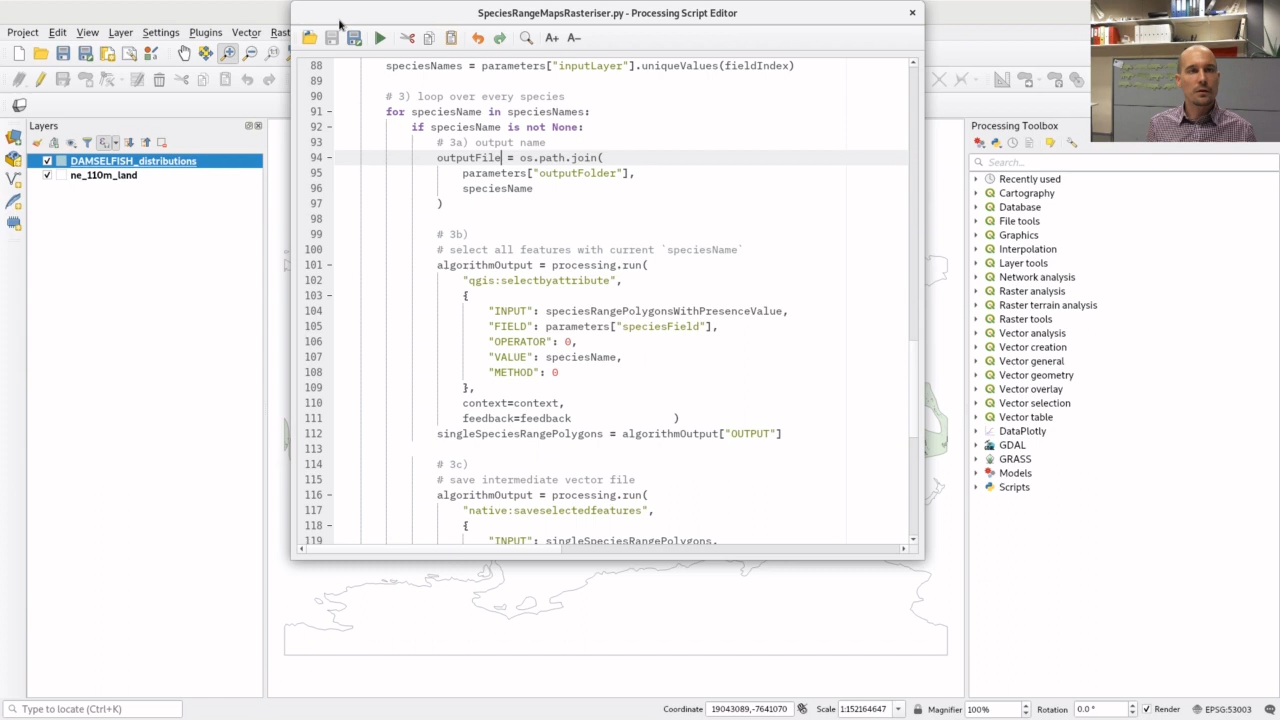 SpeciesRangeMapsRasteriser.py - Processing Script Editor
Project Edit View Layer Settings Plugins Vector Rast
Layers
DAMSELFISH_distributions
ne_110m_land
88 speciesNames = parameters["inputLayer"].uniqueValues(fieldIndex)
89
90 # 3) loop over every species
91 for speciesName in speciesNames:
92 if speciesName is not None:
93 # 3a) output name
94 outputFile = os.path.join(
95 parameters["outputFolder"],
96 speciesName
97 )
98
99 # 3b)
100 # select all features with current `speciesName`
101 algorithmOutput = processing.run(
102 "qgis:selectbyattribute",
103 {
104 "INPUT": speciesRangePolygonsWithPresenceValue,
105 "FIELD": parameters["speciesField"],
106 "OPERATOR": 0,
107 "VALUE": speciesName,
108 "METHOD": 0
109 },
110 context=context,
111 feedback=feedback )
112 singleSpeciesRangePolygons = algorithmOutput["OUTPUT"]
113
114 # 3c)
115 # save intermediate vector file
116 algorithmOutput = processing.run(
117 "native:saveselectedfeatures",
118 {
119 "INPUT": singleSpeciesRangePolygons,
Processing Toolbox
Search...
Recently used
Cartography
Database
File tools
Graphics
Interpolation
Layer tools
Network analysis
Raster analysis
Raster terrain analysis
Raster tools
Vector analysis
Vector creation
Vector general
Vector geometry
Vector overlay
Vector selection
Vector table
DataPlotly
GDAL
GRASS
Models
Scripts
Type to locate (Ctrl+K)
Coordinate 19043089,-7641070 Scale 1:152164647 Magnifier 100% Rotation 0.0 ° Render EPSG:53003